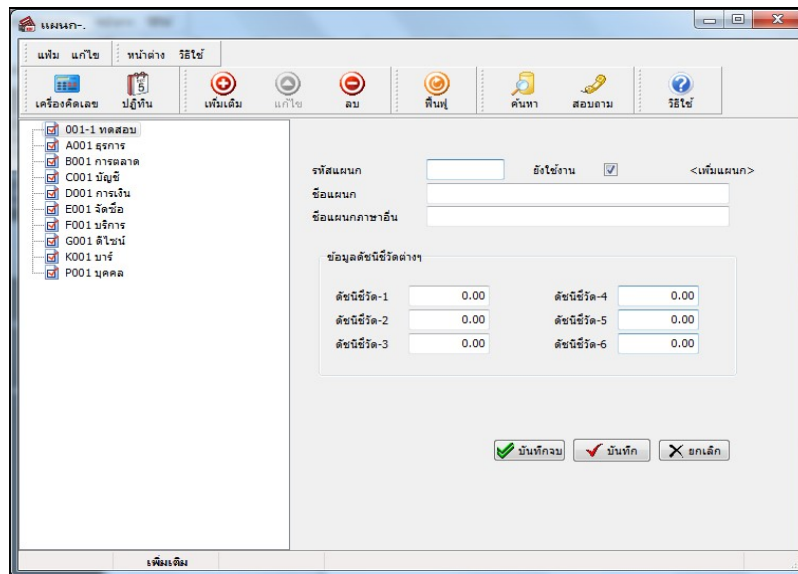 แผนก-.
แฟ้ม แก้ไข หน้าต่าง วิธีใช้
เครื่องคิดเลข ปฏิทิน เพิ่มเติม แก้ไข ลบ ฟื้นฟู ค้นหา สอบถาม วิธีใช้
001-1 ทดสอบ
A001 ธุรการ
B001 การตลาด
C001 บัญชี
D001 การเงิน
E001 จัดซื้อ
F001 บริการ
G001 ดีไซน์
K001 บาร์
P001 บุคคล
รหัสแผนก ยังใช้งาน <เพิ่มแผนก>
ชื่อแผนก
ชื่อแผนกภาษาอื่น
ข้อมูลดัชนีชี้วัดต่างๆ
ดัชนีชี้วัด-1 0.00 ดัชนีชี้วัด-4 0.00
ดัชนีชี้วัด-2 0.00 ดัชนีชี้วัด-5 0.00
ดัชนีชี้วัด-3 0.00 ดัชนีชี้วัด-6 0.00
บันทึกจบ บันทึก ยกเลิก
เพิ่มเติม